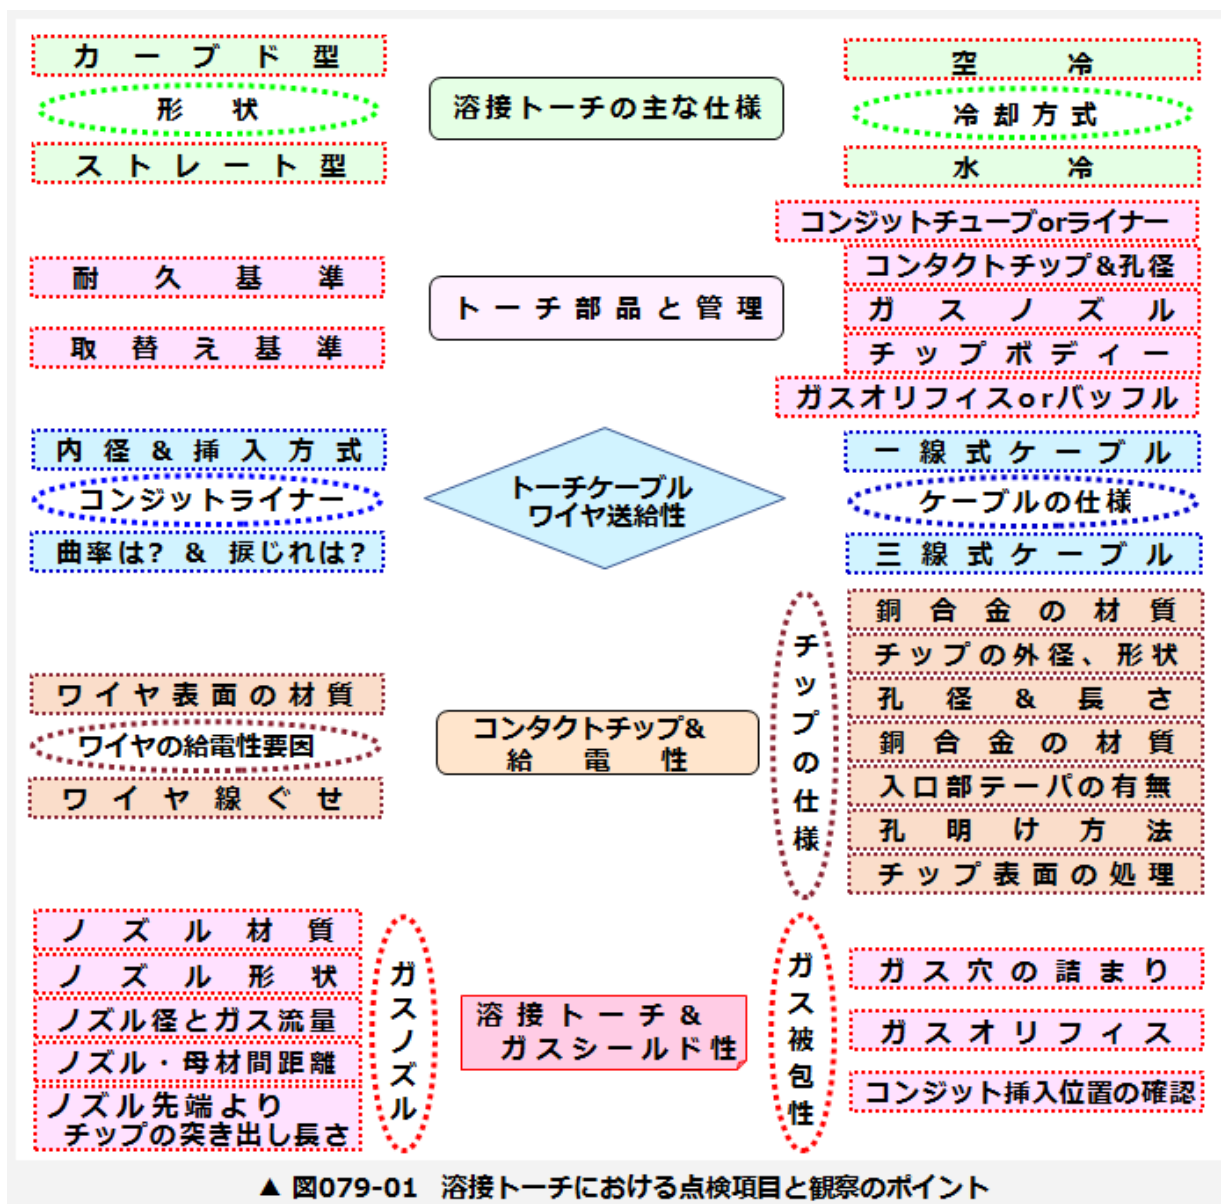 カーブド型
形状
ストレート型
溶接トーチの主な仕様
空冷
冷却方式
水冷
耐久基準
取替え基準
トーチ部品と管理
コンジットチューブorライナー
コンタクトチップ&孔径
ガスノズル
チップボディー
ガスオリフィスorバッフル
内径&挿入方式
コンジットライナー
曲率は?&捩じれは?
トーチケーブル
ワイヤ送給性
一線式ケーブル
ケーブルの仕様
三線式ケーブル
ワイヤ表面の材質
ワイヤの給電性要因
ワイヤ線ぐせ
コンタクトチップ&
給電性
チップの仕様
銅合金の材質
チップの外径、形状
孔径&長さ
銅合金の材質
入口部テーパの有無
孔明け方法
チップ表面の処理
ノズル材質
ノズル形状
ノズル径とガス流量
ノズル・母材間距離
ノズル先端より
チップの突き出し長さ
ガスノズル
溶接トーチ&
ガスシールド性
ガス被包性
ガス穴の詰まり
ガスオリフィス
コンジット挿入位置の確認
▲ 図079-01 溶接トーチにおける点検項目と観察のポイント